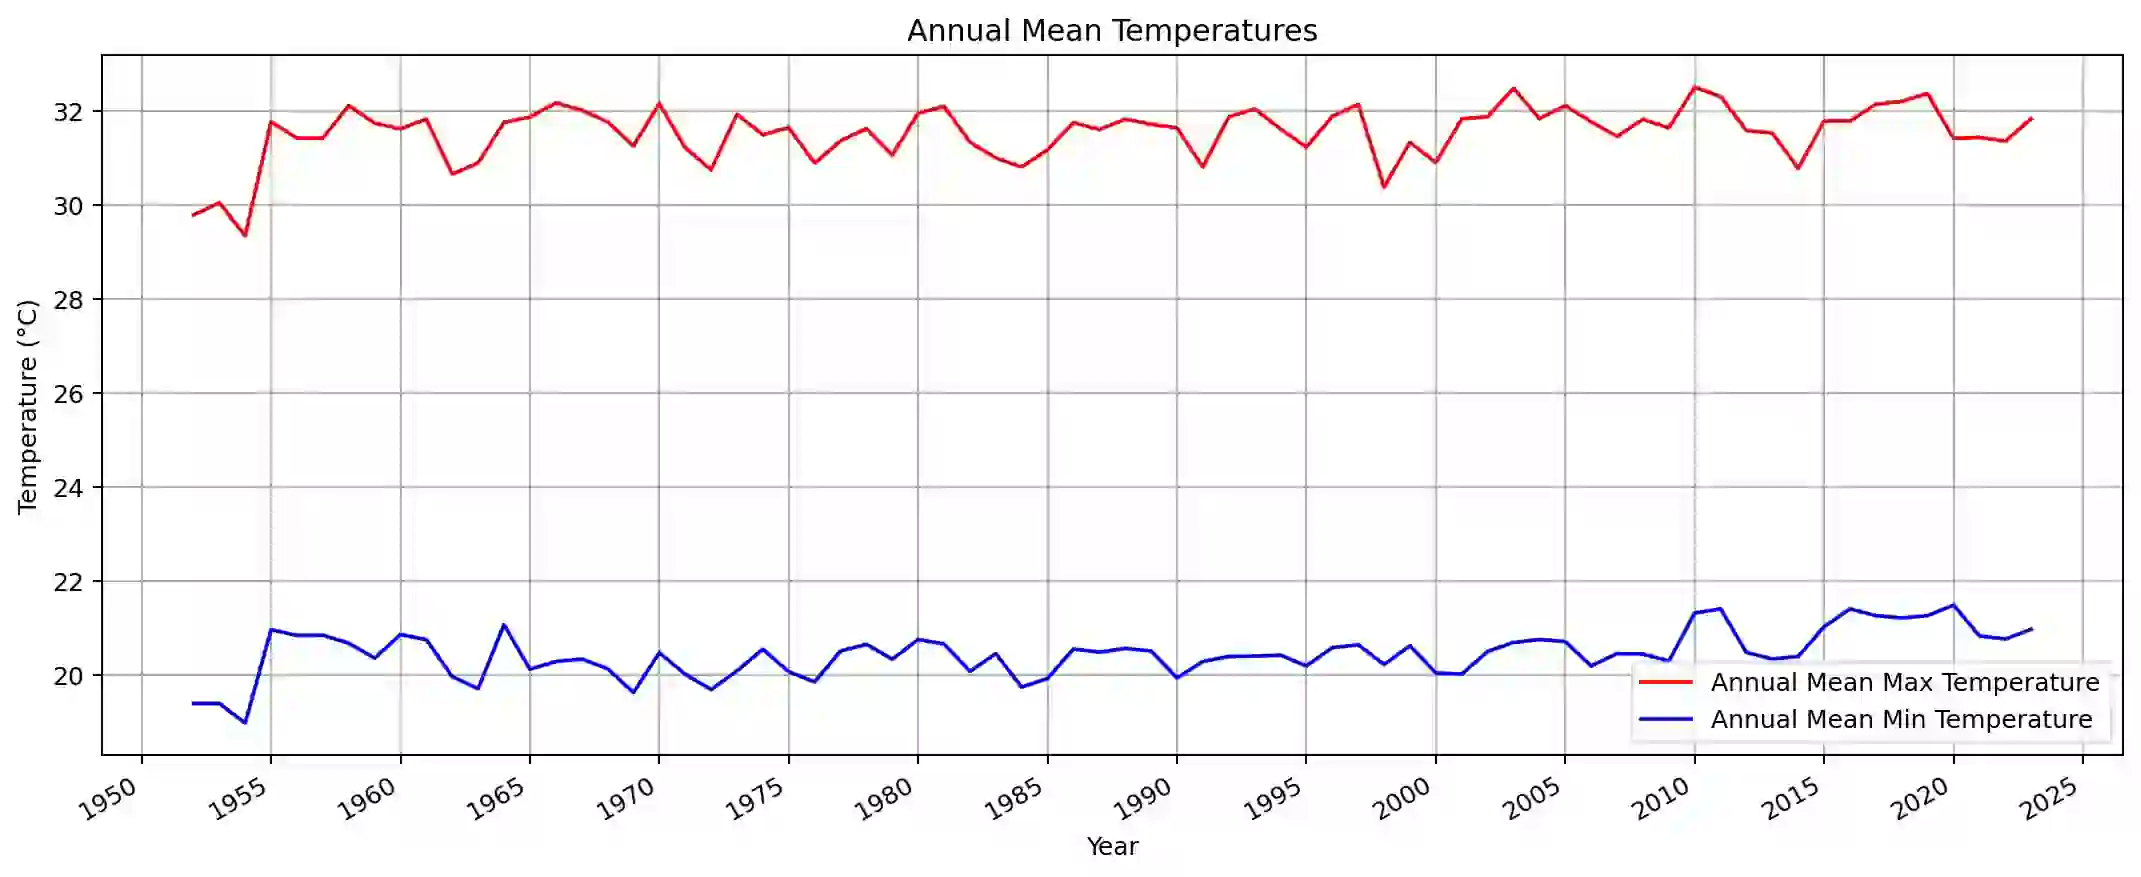 Annual Mean Temperatures
Temperature (°C)
32
30
28
26
24
22
20
Annual Mean Max Temperature
Annual Mean Min Temperature
1950 1955 1960 1965 1970 1975 1980 1985 1990 1995 2000 2005 2010 2015 2020 2025
Year